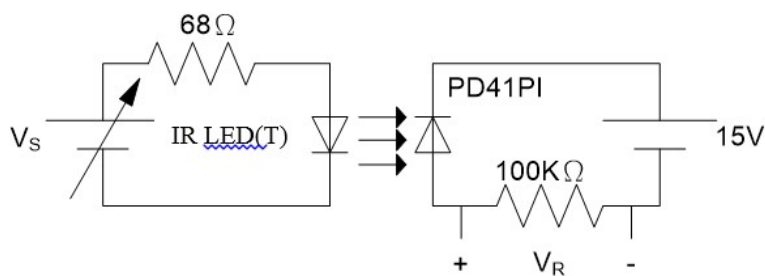 68Ω
PD41PI
V_S
IR LED(T)
15V
100KΩ
+ V_R -